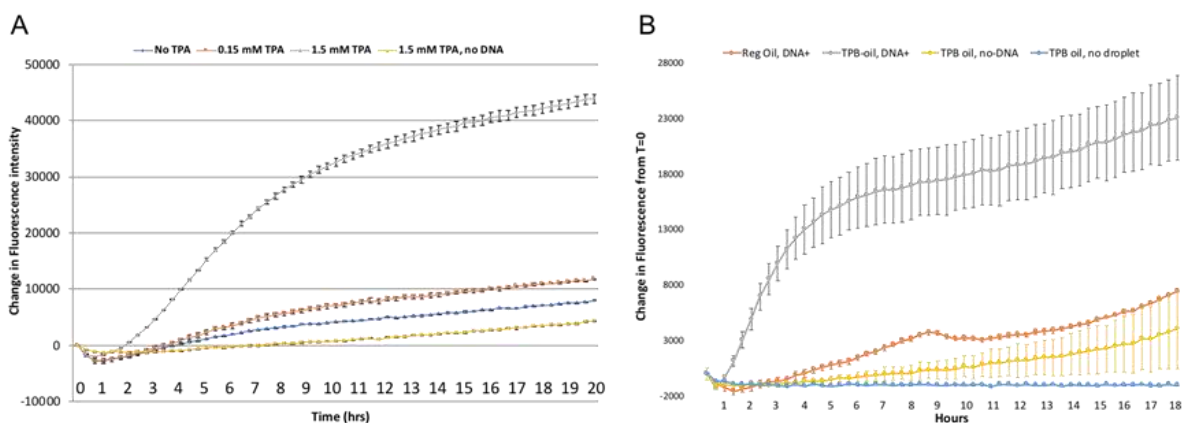 A
No TPA 0.15 mM TPA 1.5 mM TPA 1.5 mM TPA, no DNA
50000
40000
30000
20000
10000
0
-10000
Change in Fluorescence intensity
0 1 2 3 4 5 6 7 8 9 10 11 12 13 14 15 16 17 18 19 20
Time (hrs)
B
Reg Oil, DNA+ TPB-oil, DNA+ TPB oil, no-DNA TPB oil, no droplet
28000
23000
18000
13000
8000
3000
-2000
Change in Fluorescence from T=0
1 2 3 4 5 6 7 8 9 10 11 12 13 14 15 16 17 18
Hours